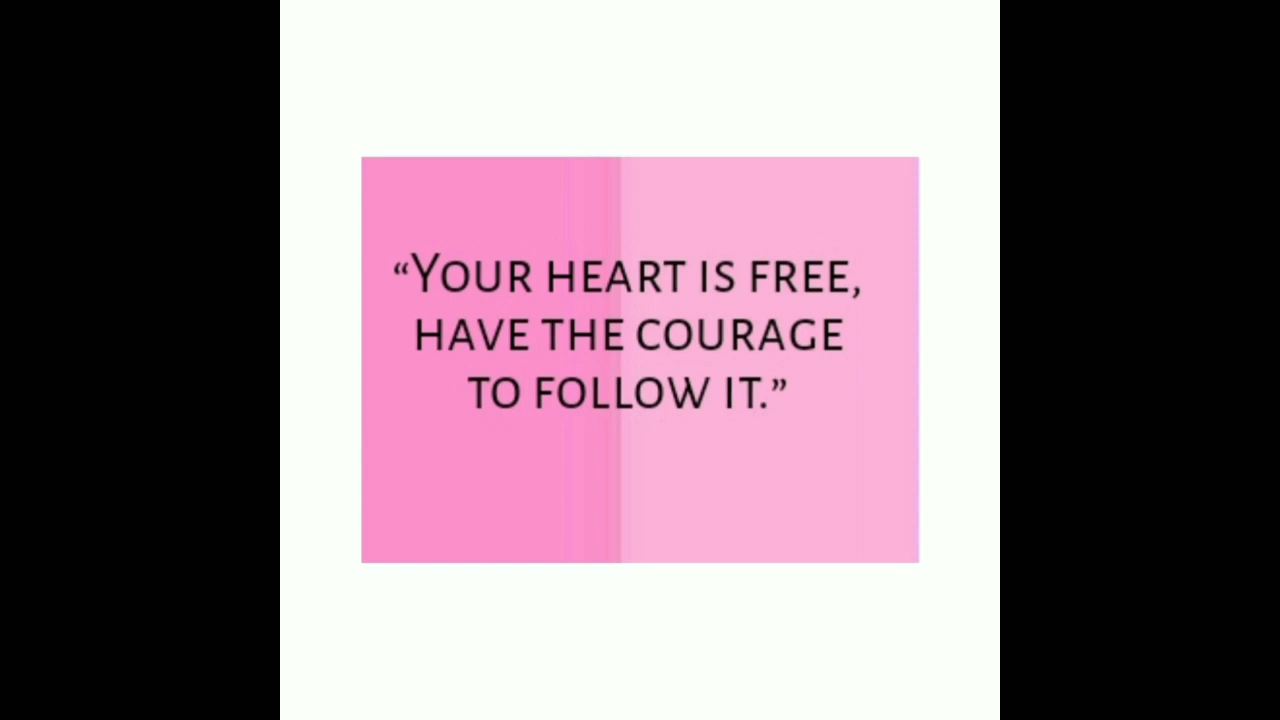 “Your heart is free,
have the courage
to follow it.”